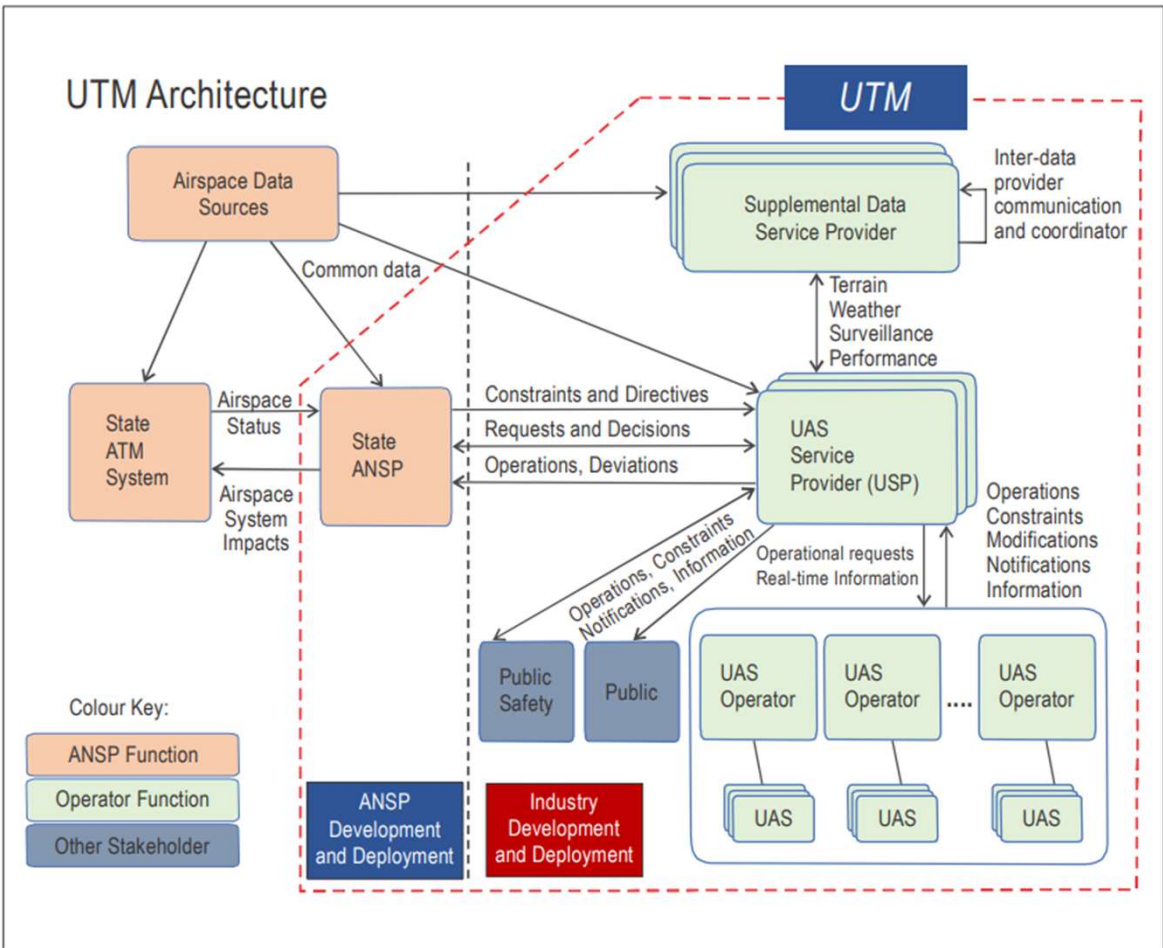 UTM Architecture
UTM
Airspace Data
Sources
Supplemental Data
Service Provider
Inter-data
provider
communication
and coordinator
Common data
Terrain
Weather
Surveillance
Performance
State
ATM
System
Airspace
Status
Airspace
System
Impacts
State
ANSP
Constraints and Directives
Requests and Decisions
Operations, Deviations
UAS
Service
Provider (USP)
Operations, Constraints
Notifications, Information
Operational requests
Real-time Information
Operations
Constraints
Modifications
Notifications
Information
Public
Safety
Public
UAS
Operator
UAS
Operator
....
UAS
Operator
UAS
UAS
UAS
Colour Key:
ANSP Function
Operator Function
Other Stakeholder
ANSP
Development
and Deployment
Industry
Development
and Deployment